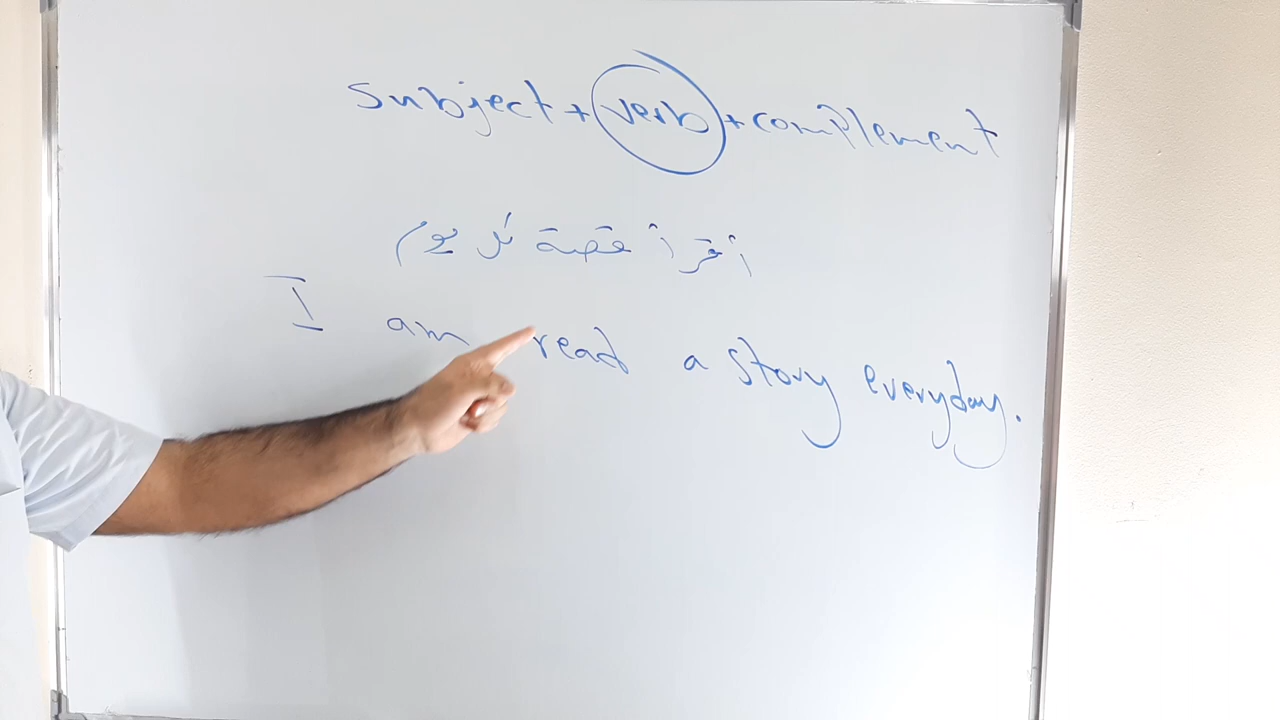 subject + verb + complement
أقرأ قصة كل يوم
I am read a story everyday.